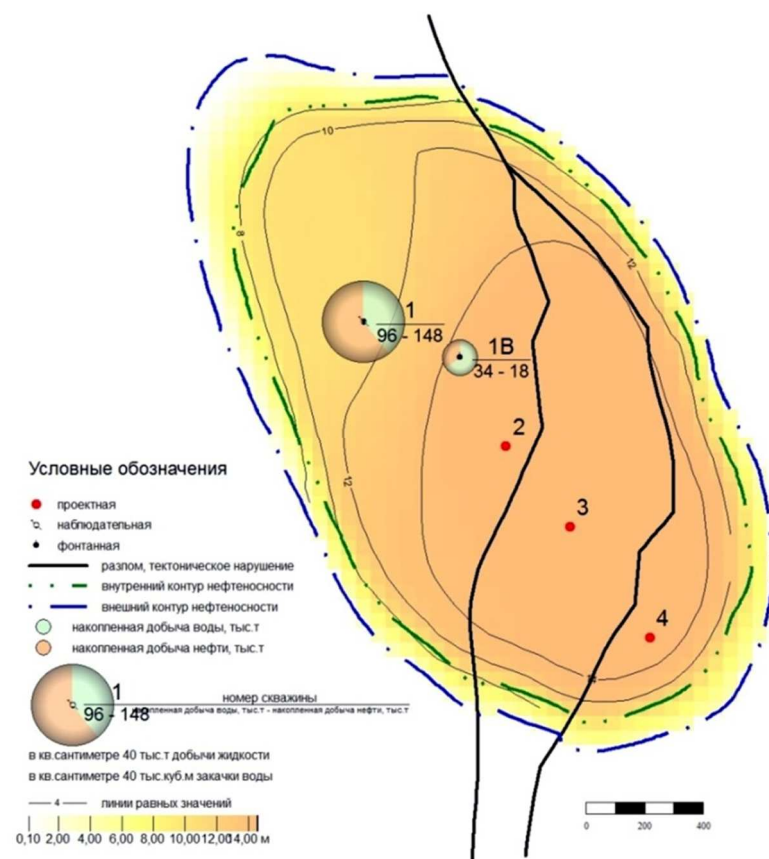 10
8
12
1
96 - 148
1В
34 - 18
2
12
3
4
Условные обозначения
проектная
наблюдательная
фонтанная
разлом, тектоническое нарушение
внутренний контур нефтеносности
внешний контур нефтеносности
накопленная добыча воды, тыс.т
накопленная добыча нефти, тыс.т
1 номер скважины
96 - 148 накопленная добыча воды, тыс.т - накопленная добыча нефти, тыс.т
в кв.сантиметре 40 тыс.т добычи жидкости
в кв.сантиметре 40 тыс.куб.м закачки воды
4 линии равных значений
0,10 2,00 4,00 6,00 8,00 10,00 12,00 14,00 м
0 200 400